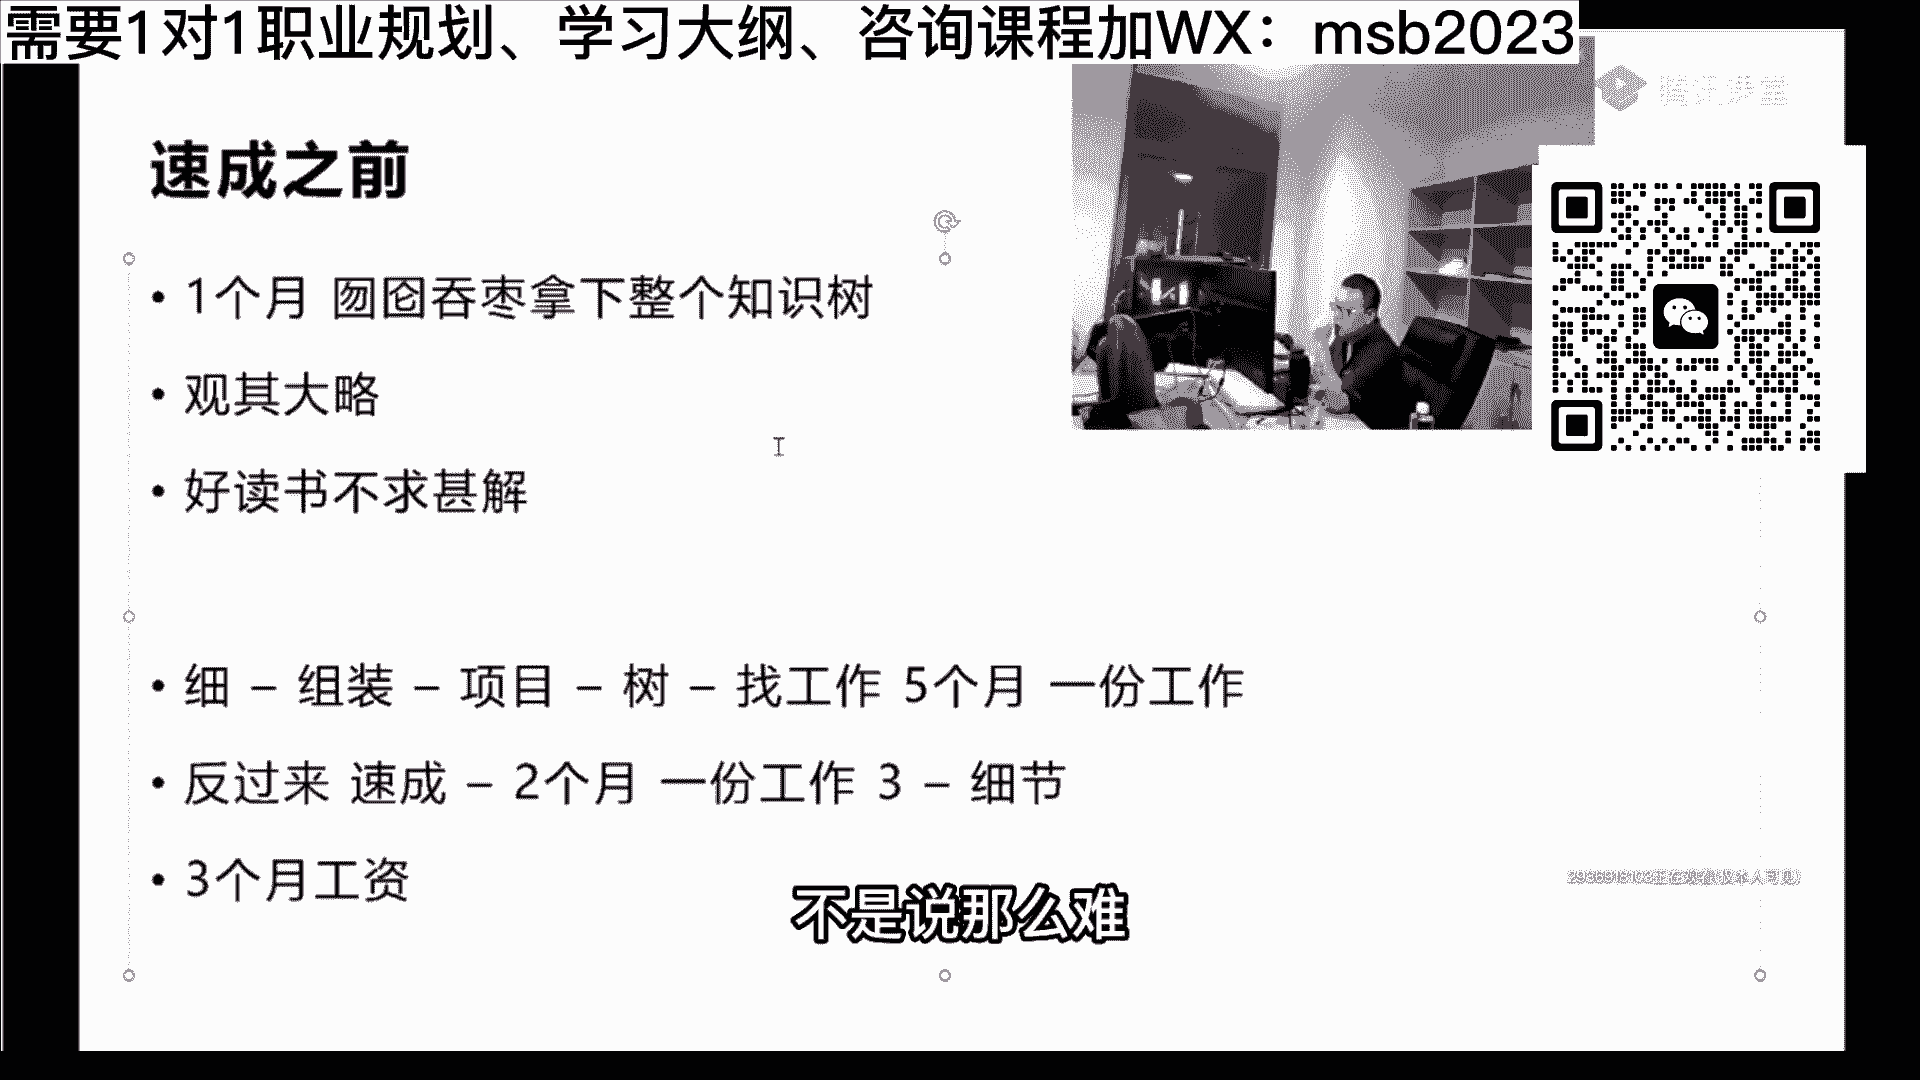 需要1对1职业规划、学习大纲、咨询课程加WX：msb2023
腾讯课堂
速成之前
• 1个月 囫囵吞枣拿下整个知识树
• 观其大略
• 好读书不求甚解
• 细 – 组装 – 项目 – 树 – 找工作 5个月 一份工作
• 反过来 速成 – 2个月 一份工作 3 – 细节
• 3个月工资
不是说那么难